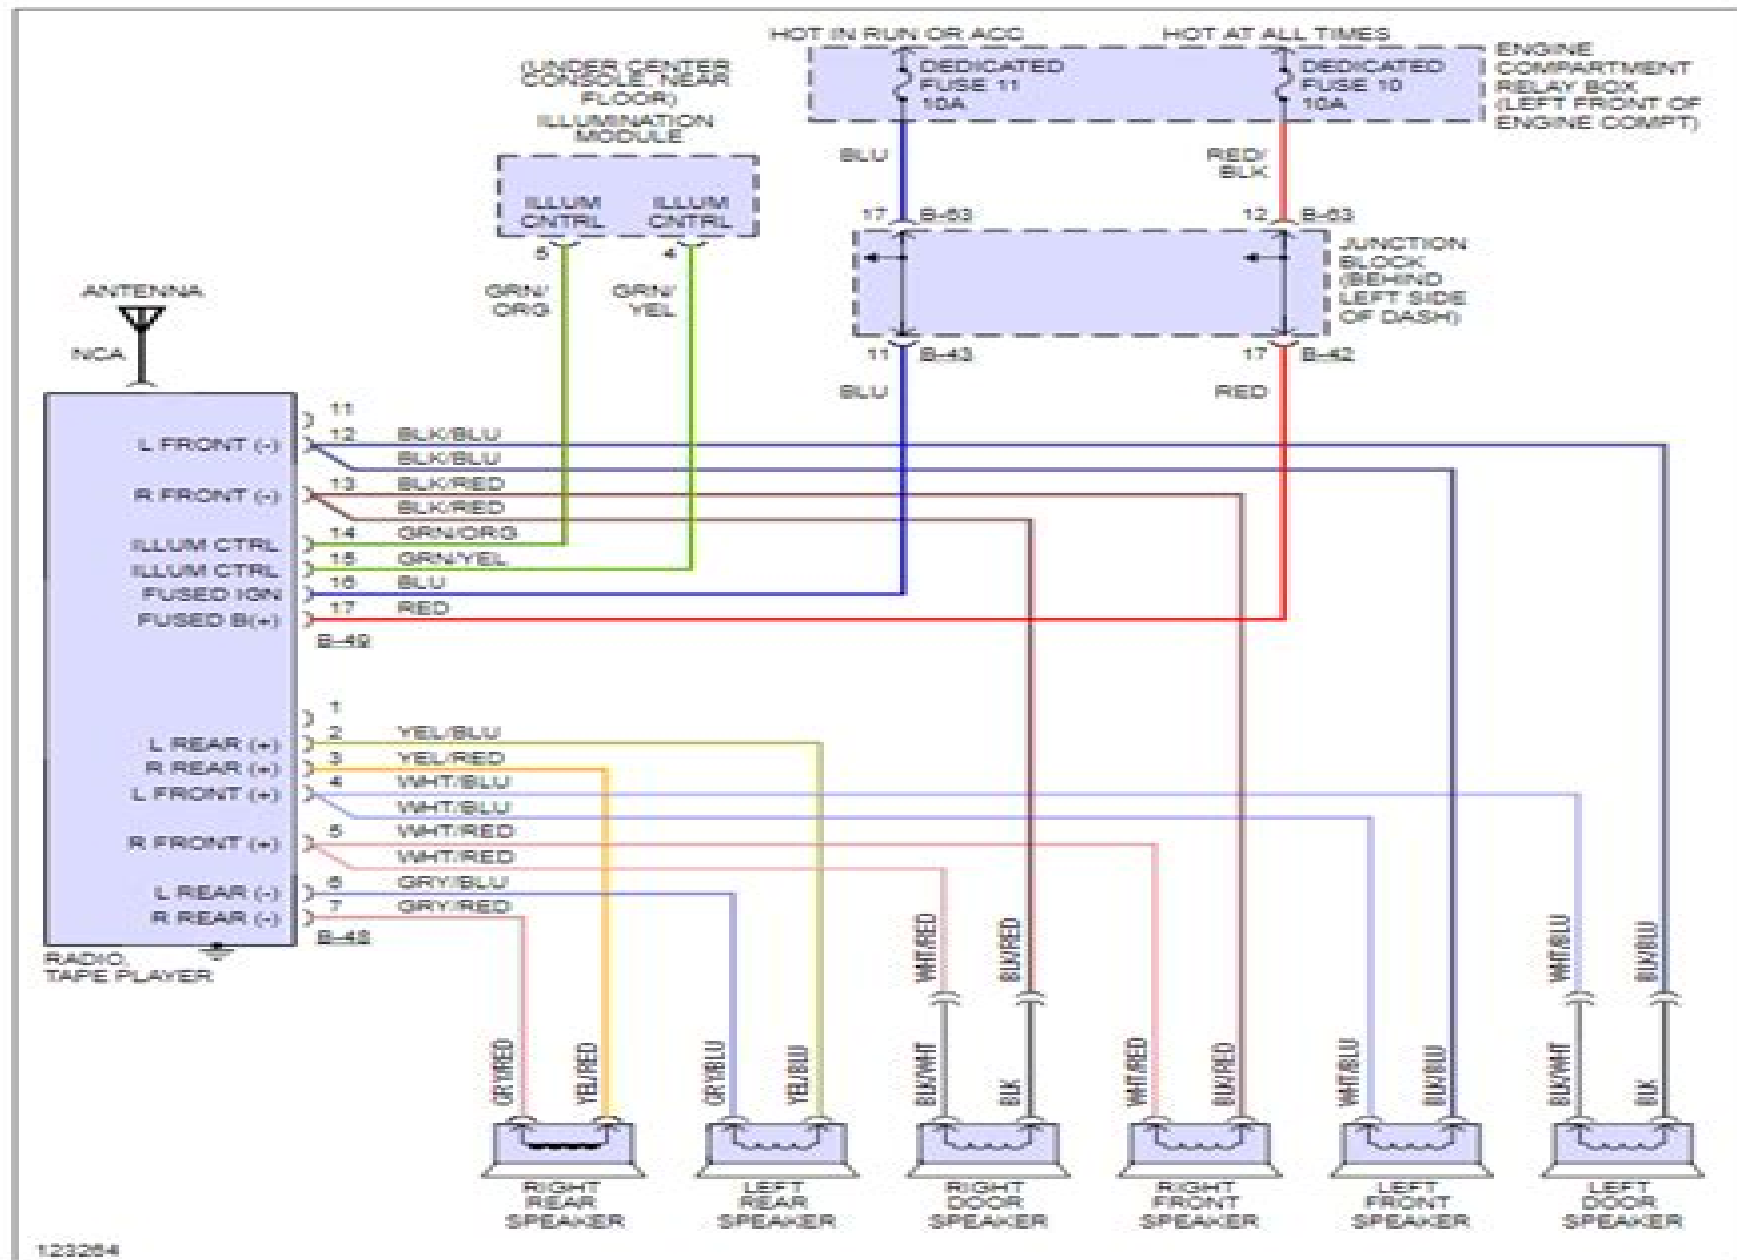 HOT IN RUN OR ACC
HOT AT ALL TIMES
DEDICATED
FUSE 11
10A
DEDICATED
FUSE 10
10A
ENGINE
COMPARTMENT
RELAY BOX
(LEFT FRONT OF
ENGINE COMPT)
(UNDER CENTER
CONSOLE, NEAR
FLOOR)
ILLUMINATION
MODULE
ILLUM
CNTRL
ILLUM
CNTRL
5
4
GRN/
ORG
GRN/
YEL
BLU
RED/
BLK
17 B-53
12 B-53
JUNCTION
BLOCK
(BEHIND
LEFT SIDE
OF DASH)
11 B-43
17 B-42
BLU
RED
ANTENNA
NCA
11
L FRONT (-) 12 BLK/BLU
BLK/BLU
R FRONT (-) 13 BLK/RED
BLK/RED
ILLUM CTRL 14 GRN/ORG
ILLUM CTRL 15 GRN/YEL
FUSED IGN 16 BLU
FUSED B(+) 17 RED
B-49
1
L REAR (+) 2 YEL/BLU
R REAR (+) 3 YEL/RED
L FRONT (+) 4 WHT/BLU
WHT/BLU
R FRONT (+) 5 WHT/RED
WHT/RED
L REAR (-) 6 GRY/BLU
R REAR (-) 7 GRY/RED
B-48
RADIO,
TAPE PLAYER
WHT/RED
BLK/RED
WHT/BLU
BLK/BLU
GRY/RED
YEL/RED
GRY/BLU
YEL/BLU
BLK/WHT
BLK
WHT/RED
BLK/RED
WHT/BLU
BLK/BLU
BLK/WHT
BLK
RIGHT
REAR
SPEAKER
LEFT
REAR
SPEAKER
RIGHT
DOOR
SPEAKER
RIGHT
FRONT
SPEAKER
LEFT
FRONT
SPEAKER
LEFT
DOOR
SPEAKER
123264